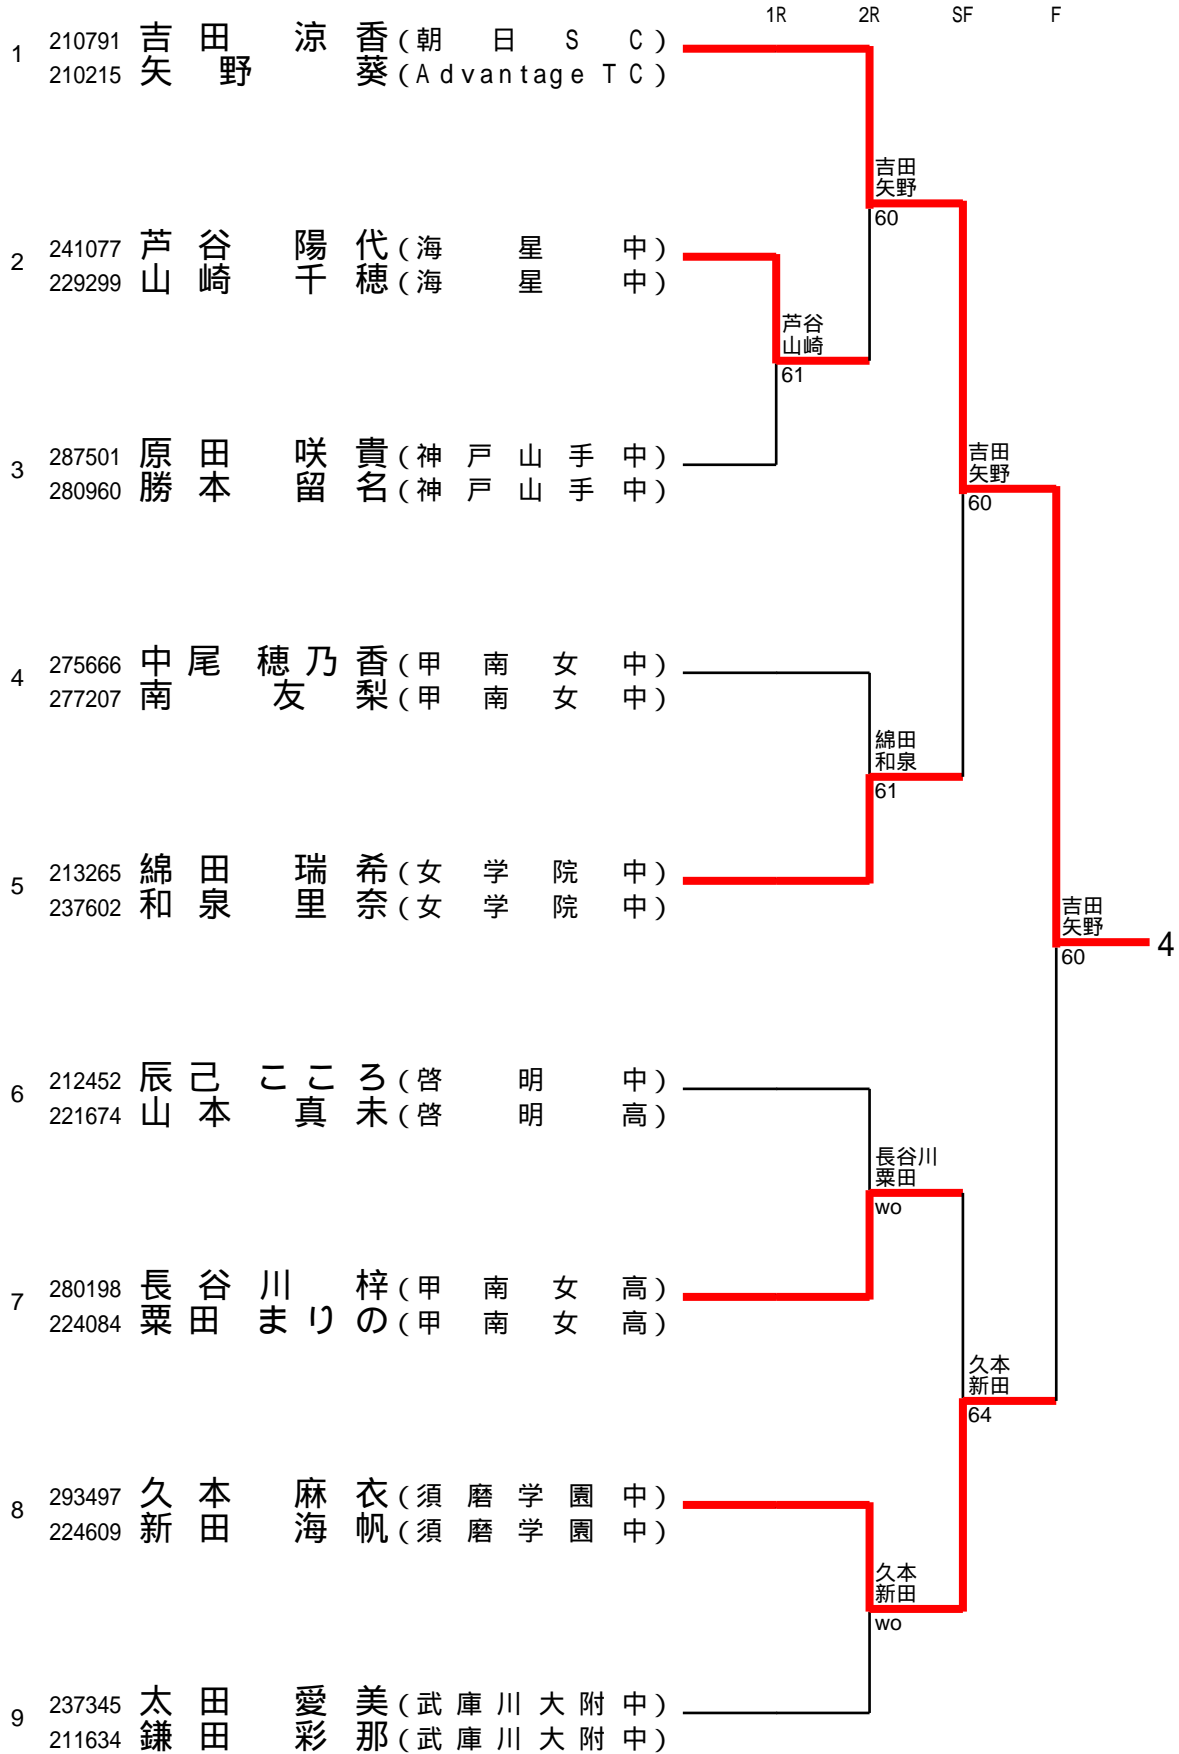 1R 2R SF F
1 210791 吉田 涼香 (朝日SC)
210215 矢野 葵 (Advantage TC)
吉田
矢野
60
2 241077 芦谷 陽代 (海星中)
229299 山崎 千穂 (海星中)
芦谷
山崎
61
3 287501 原田 咲貴 (神戸山手中)
280960 勝本 留名 (神戸山手中)
吉田
矢野
60
4 275666 中尾 穂乃香 (甲南女中)
277207 南 友梨 (甲南女中)
綿田
和泉
61
5 213265 綿田 瑞希 (女学院中)
237602 和泉 里奈 (女学院中)
吉田
矢野
60
4
6 212452 辰己 こころ (啓明中)
221674 山本 真未 (啓明高)
長谷川
粟田
wo
7 280198 長谷川 梓 (甲南女高)
224084 粟田 まりの (甲南女高)
久本
新田
64
8 293497 久本 麻衣 (須磨学園中)
224609 新田 海帆 (須磨学園中)
久本
新田
wo
9 237345 太田 愛美 (武庫川大附中)
211634 鎌田 彩那 (武庫川大附中)